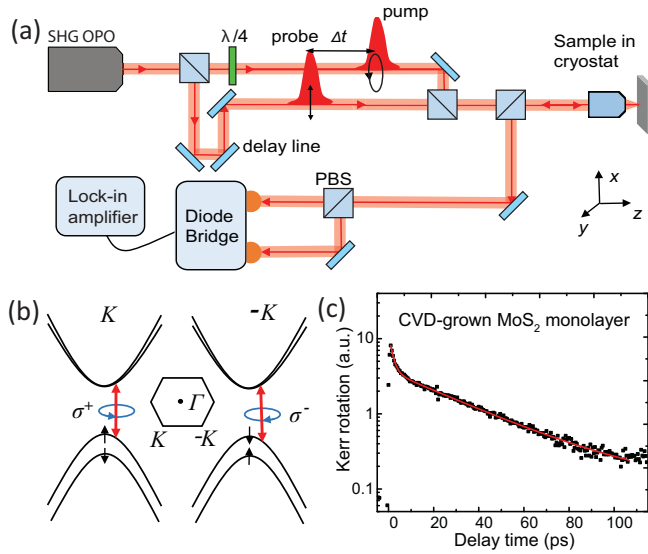 (a)
SHG OPO
λ/4
probe
Δt
pump
Sample in
cryostat
delay line
PBS
Lock-in
amplifier
Diode
Bridge
x
y
z
(b)
K
-K
σ+
Γ
σ-
K
-K
(c)
CVD-grown MoS2 monolayer
Kerr rotation (a.u.)
10
1
0.1
0 20 40 60 80 100
Delay time (ps)